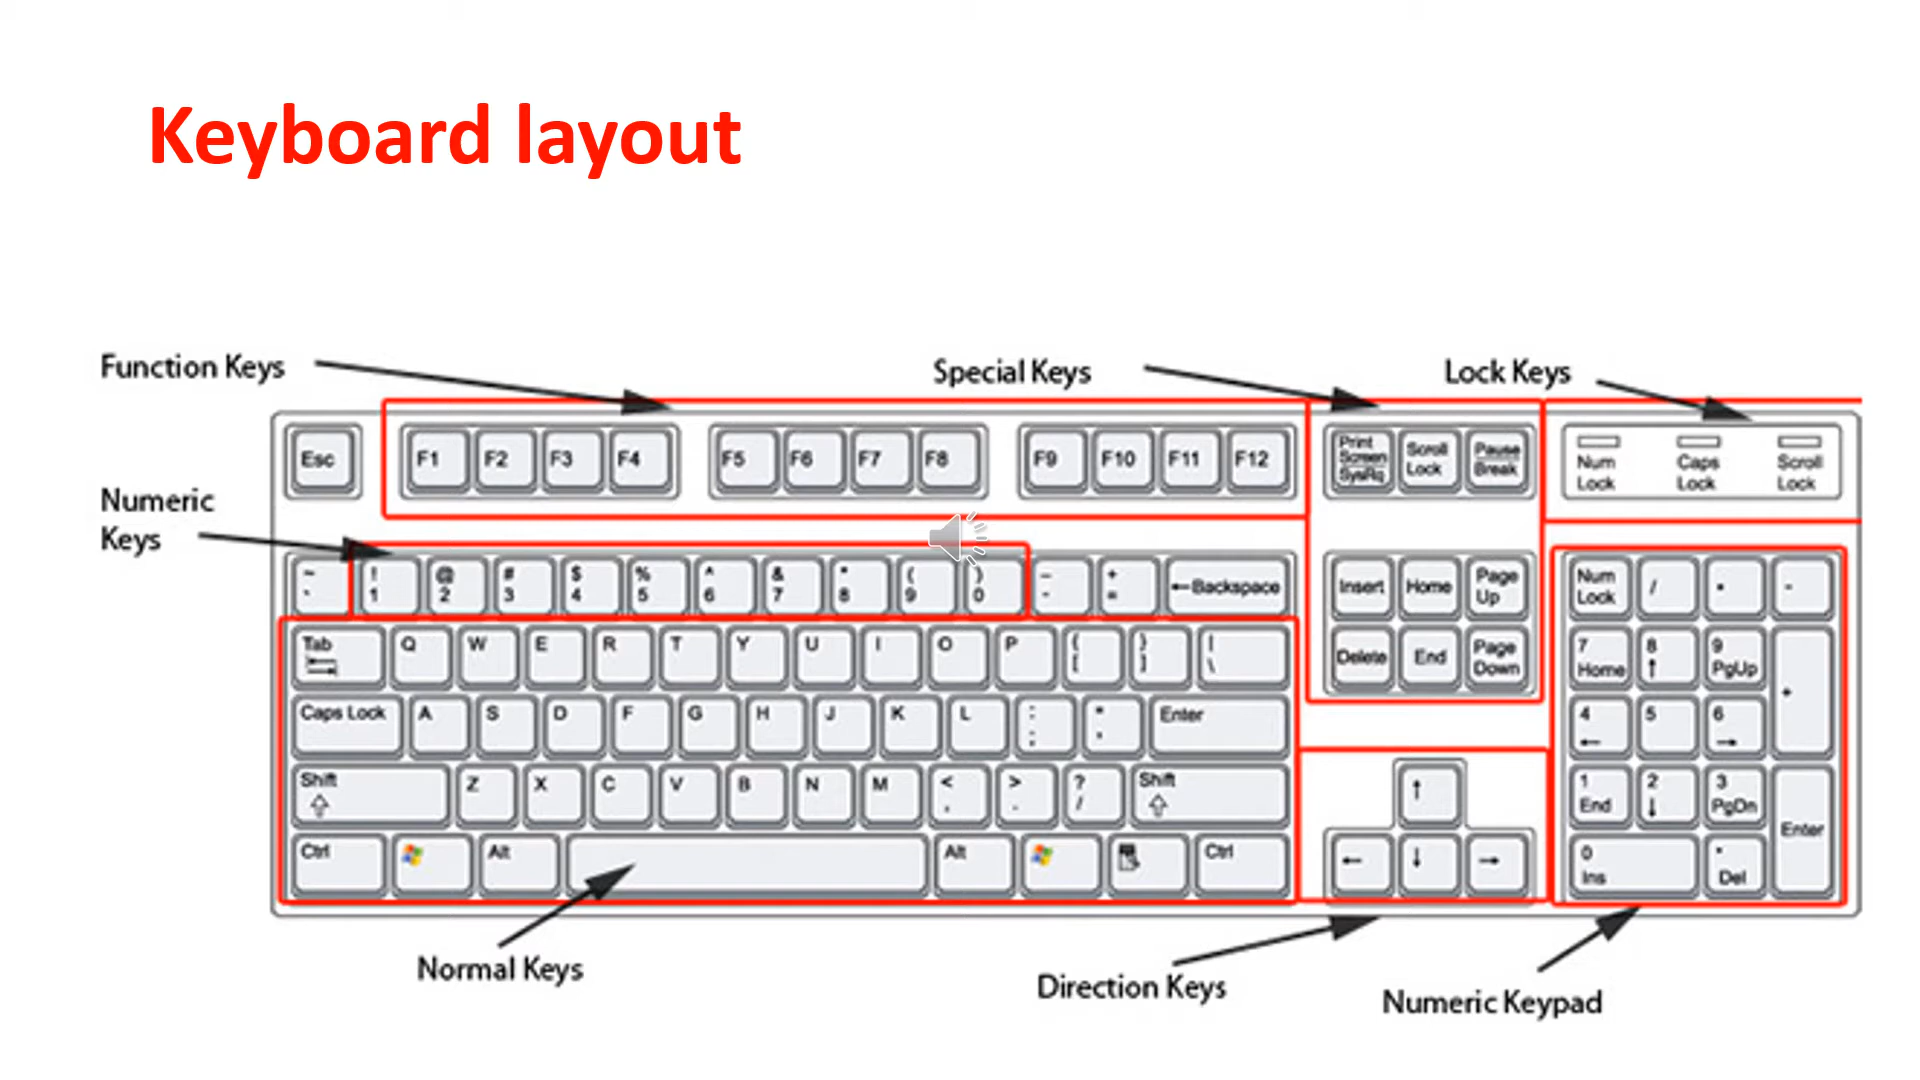 Keyboard layout
Function Keys
Special Keys
Lock Keys
Esc F1 F2 F3 F4 F5 F6 F7 F8 F9 F10 F11 F12
Print Screen SysRq
Scroll Lock
Pause Break
Num Lock
Caps Lock
Scroll Lock
Numeric
Keys
~ ! @ # $ % ^ & * ( ) – +
` 1 2 3 4 5 6 7 8 9 0 - = ←Backspace
Insert Home Page Up
Num Lock / * -
Tab Q W E R T Y U I O P { [ } ] | \
Delete End Page Down
7 Home 8 ↑ 9 PgUp +
Caps Lock A S D F G H J K L : ; " ' Enter
4 ← 5 6 →
Shift Z X C V B N M < , > . ? / Shift
↑
1 End 2 ↓ 3 PgDn Enter
Ctrl Alt Alt Ctrl
← ↓ →
0 Ins . Del
Normal Keys
Direction Keys
Numeric Keypad